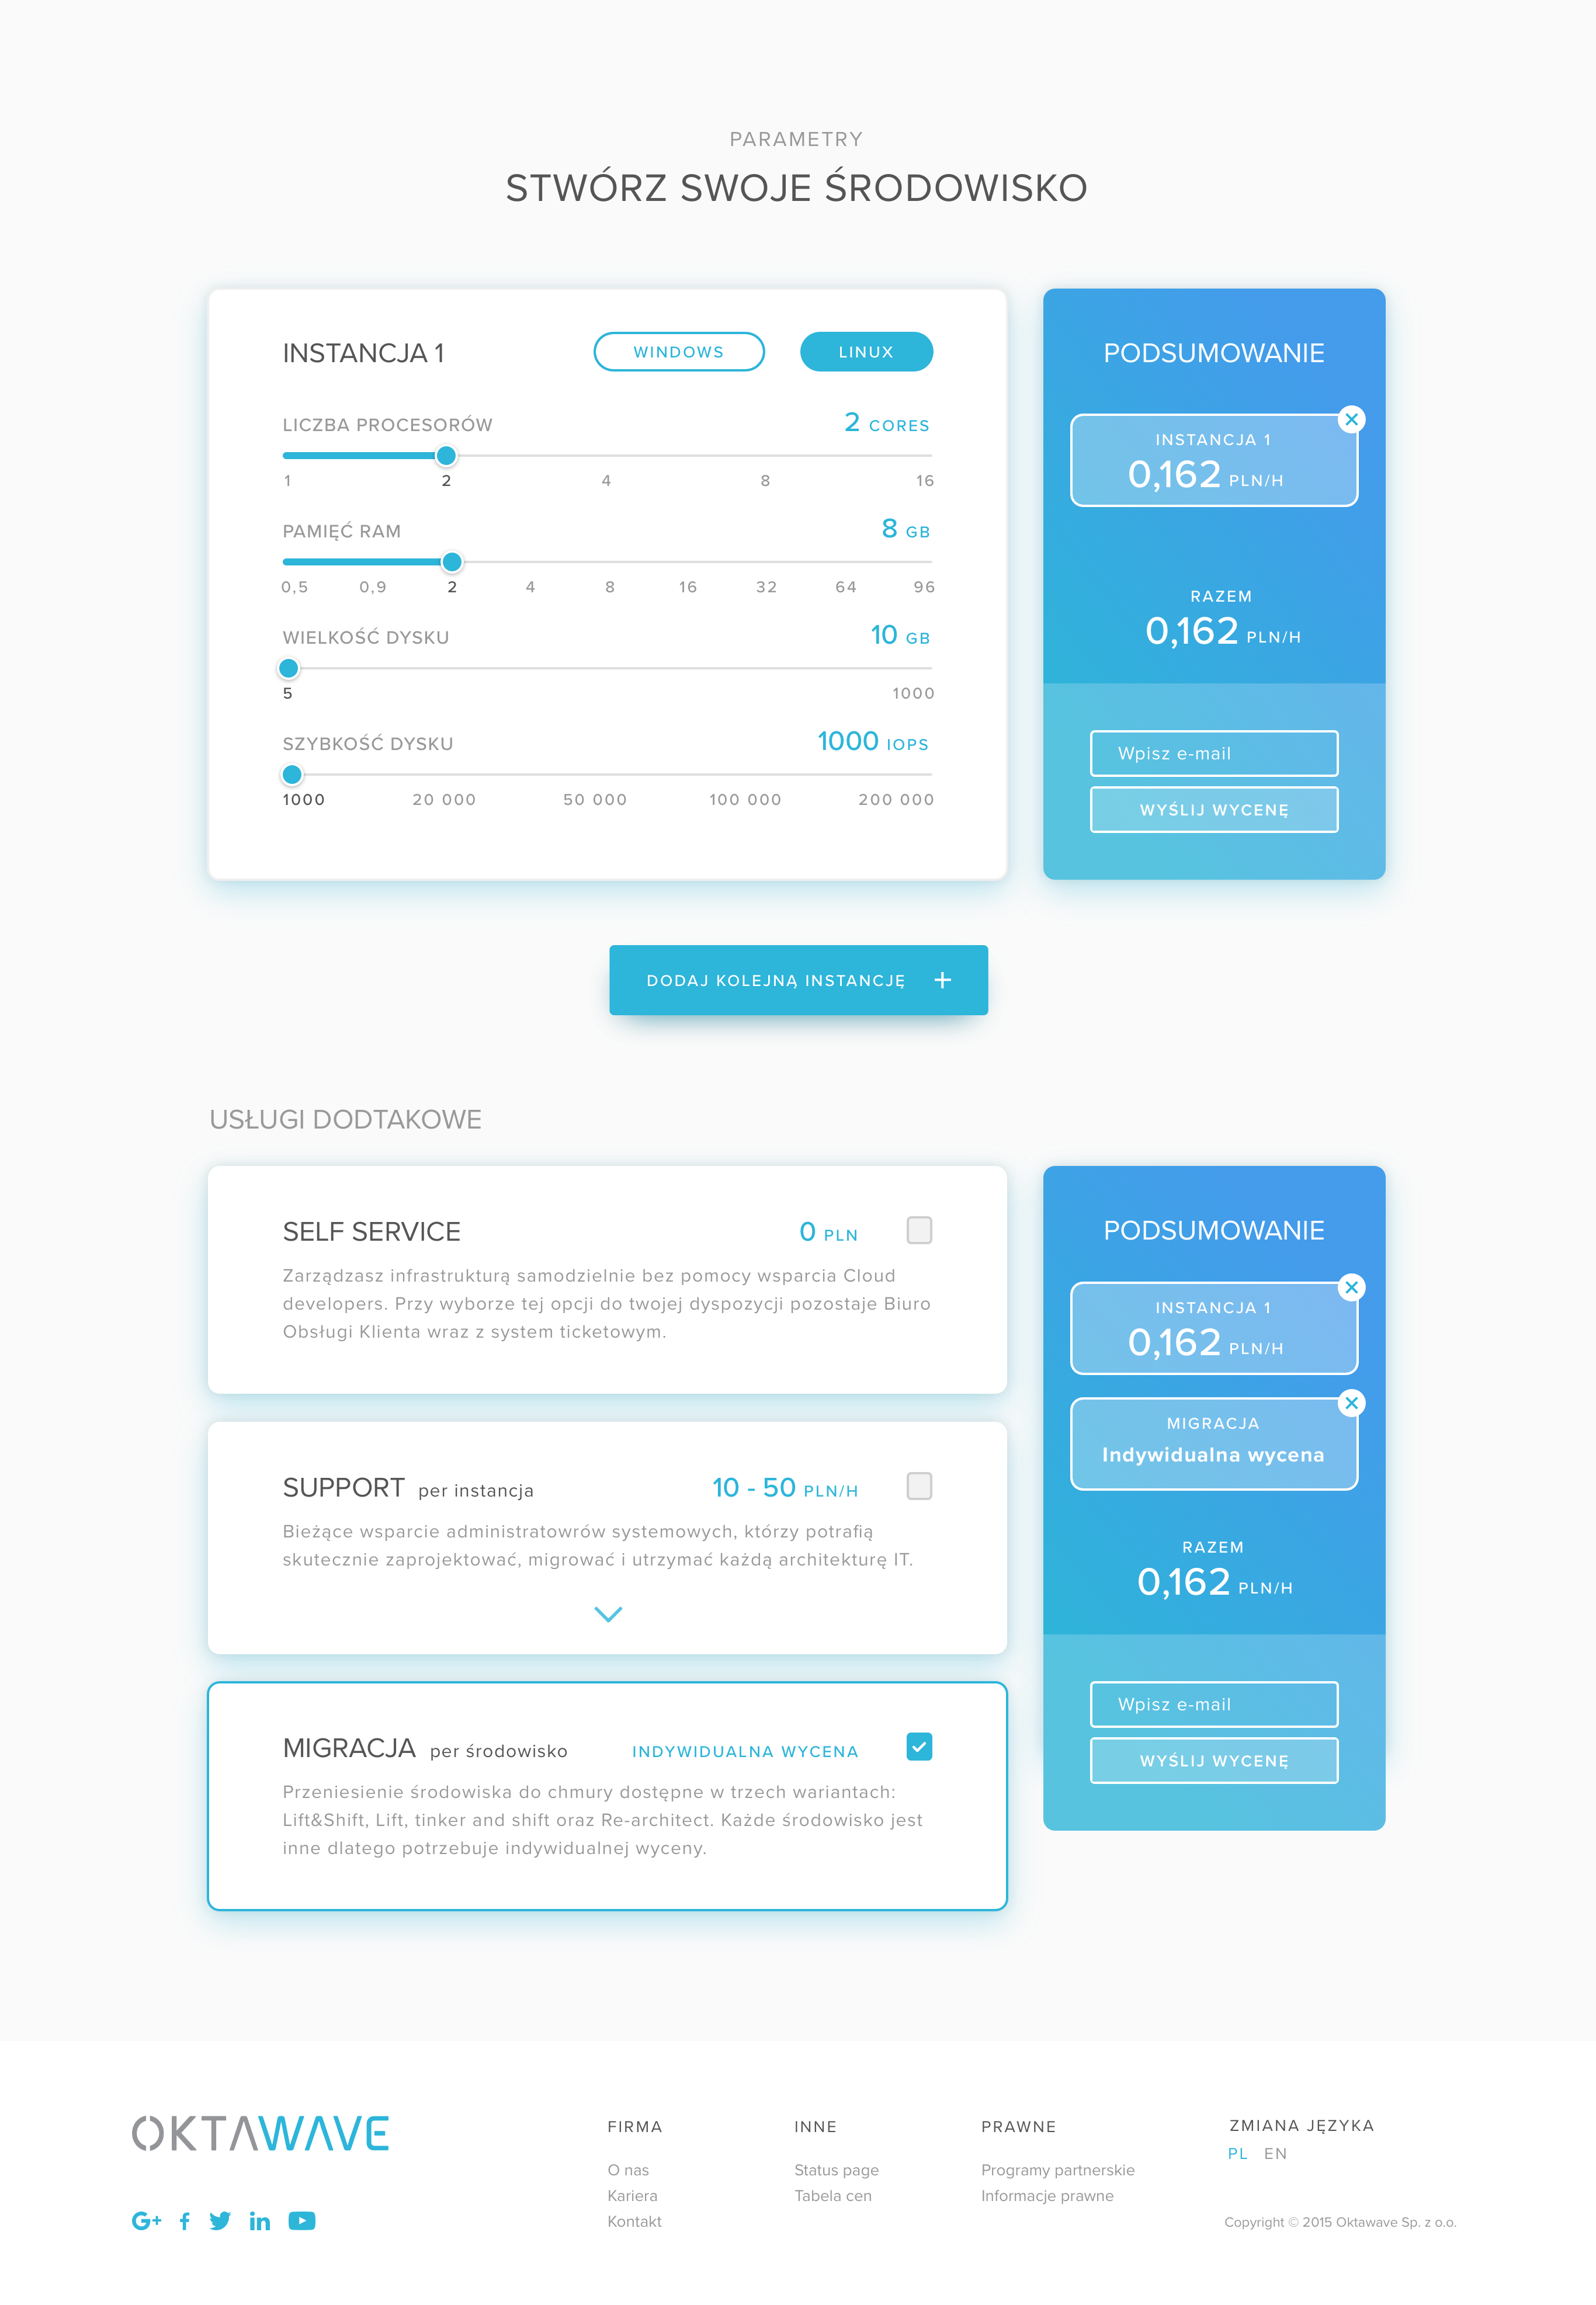 PARAMETRY
STWÓRZ SWOJE ŚRODOWISKO
INSTANCJA 1
WINDOWS
LINUX
LICZBA PROCESORÓW
2 CORES
1 2 4 8 16
PAMIĘĆ RAM
8 GB
0,5 0,9 2 4 8 16 32 64 96
WIELKOŚĆ DYSKU
10 GB
5 1000
SZYBKOŚĆ DYSKU
1000 IOPS
1000 20 000 50 000 100 000 200 000
PODSUMOWANIE
INSTANCJA 1
0,162 PLN/H
RAZEM
0,162 PLN/H
Wpisz e-mail
WYŚLIJ WYCENĘ
DODAJ KOLEJNĄ INSTANCJĘ +
USŁUGI DODTAKOWE
SELF SERVICE
0 PLN
Zarządzasz infrastrukturą samodzielnie bez pomocy wsparcia Cloud
developers. Przy wyborze tej opcji do twojej dyspozycji pozostaje Biuro
Obsługi Klienta wraz z system ticketowym.
SUPPORT per instancja
10 - 50 PLN/H
Bieżące wsparcie administratowrów systemowych, którzy potrafią
skutecznie zaprojektować, migrować i utrzymać każdą architekturę IT.
MIGRACJA per środowisko
INDYWIDUALNA WYCENA
Przeniesienie środowiska do chmury dostępne w trzech wariantach:
Lift&Shift, Lift, tinker and shift oraz Re-architect. Każde środowisko jest
inne dlatego potrzebuje indywidualnej wyceny.
PODSUMOWANIE
INSTANCJA 1
0,162 PLN/H
MIGRACJA
Indywidualna wycena
RAZEM
0,162 PLN/H
Wpisz e-mail
WYŚLIJ WYCENĘ
OKTAWAVE
FIRMA
O nas
Kariera
Kontakt
INNE
Status page
Tabela cen
PRAWNE
Programy partnerskie
Informacje prawne
ZMIANA JĘZYKA
PL EN
Copyright © 2015 Oktawave Sp. z o.o.